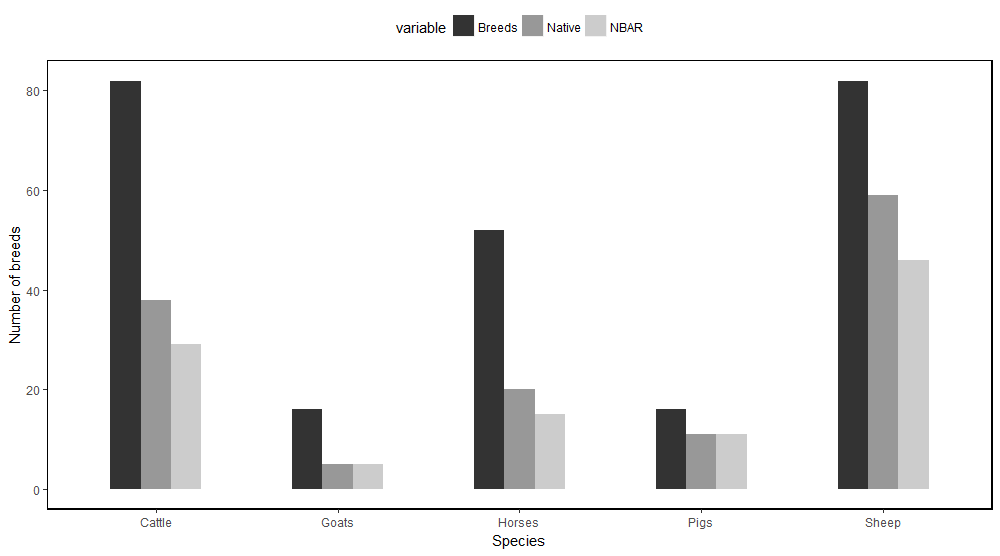 variable Breeds Native NBAR
Number of breeds
80
60
40
20
0
Cattle Goats Horses Pigs Sheep
Species